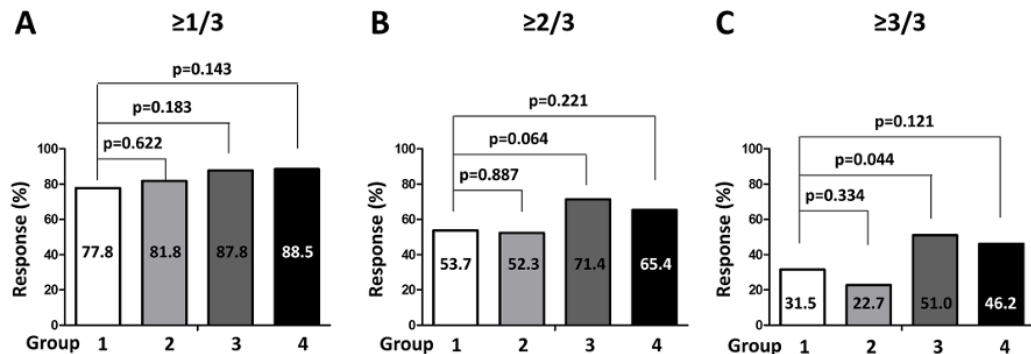 A ≥1/3
p=0.143
p=0.183
p=0.622
Response (%)
100
80
60
40
20
0
77.8 81.8 87.8 88.5
Group 1 2 3 4
B ≥2/3
p=0.221
p=0.064
p=0.887
Response (%)
100
80
60
40
20
0
53.7 52.3 71.4 65.4
Group 1 2 3 4
C ≥3/3
p=0.121
p=0.044
p=0.334
Response (%)
100
80
60
40
20
0
31.5 22.7 51.0 46.2
Group 1 2 3 4